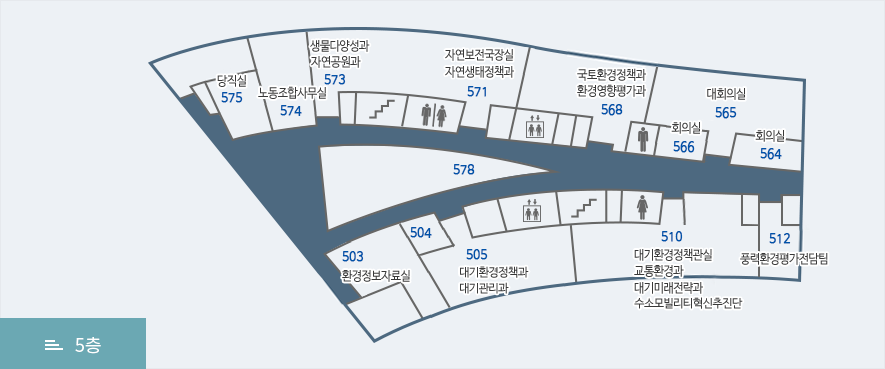 생물다양성과
자연공원과
573
자연보전국장실
자연생태정책과
571
국토환경정책과
환경영향평가과
568
대회의실
565
당직실
575
노동조합사무실
574
회의실
566
회의실
564
578
504
503
환경정보자료실
505
대기환경정책과
대기관리과
510
대기환경정책관실
교통환경과
대기미래전략과
수소모빌리티혁신추진단
512
풍력환경평가전담팀
5층